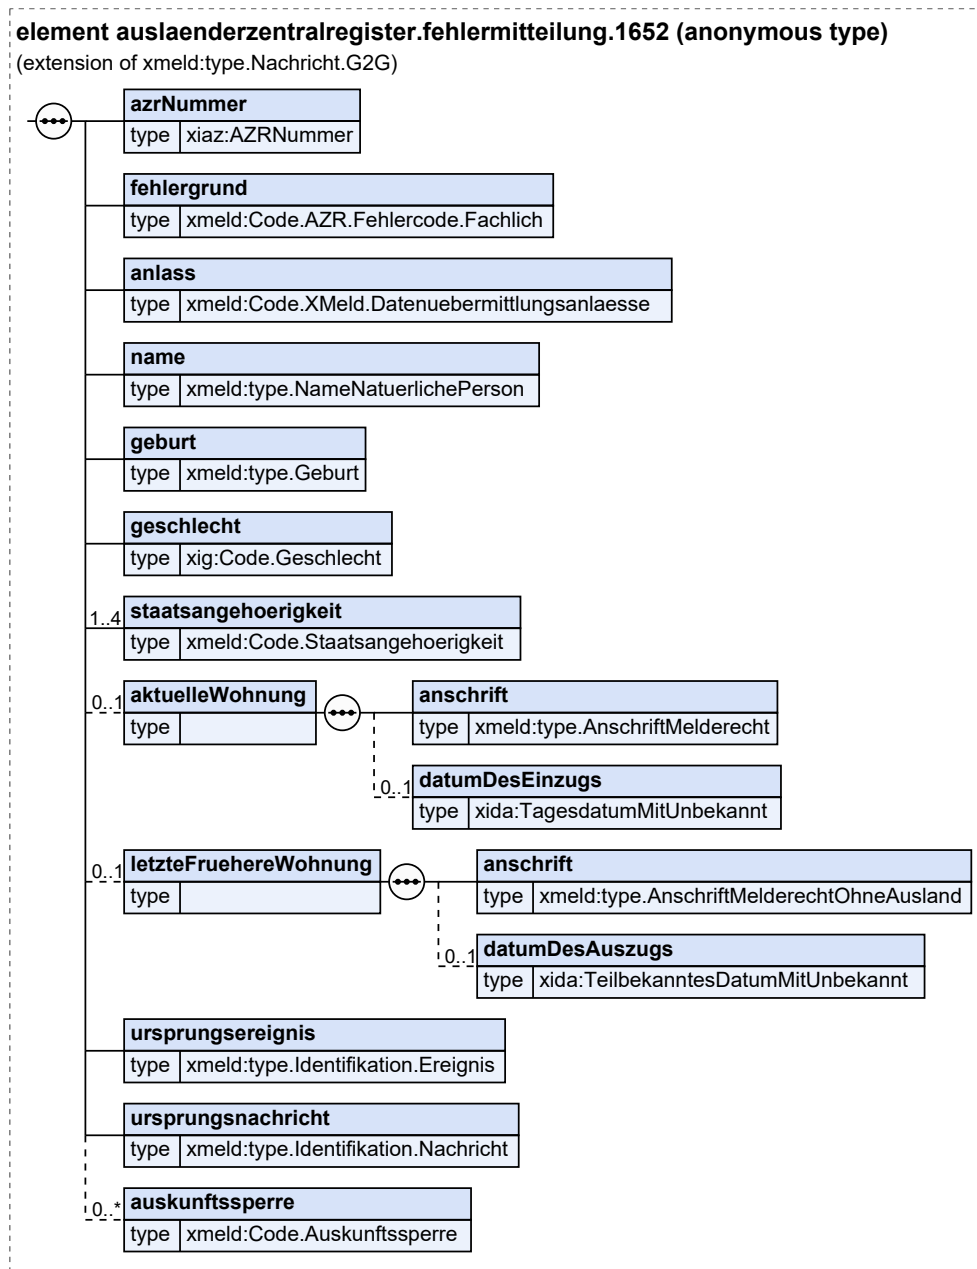 element auslaenderzentralregister.fehlermitteilung.1652 (anonymous type)
(extension of xmeld:type.Nachricht.G2G)
azrNummer
type xiaz:AZRNummer
fehlergrund
type xmeld:Code.AZR.Fehlercode.Fachlich
anlass
type xmeld:Code.XMeld.Datenuebermittlungsanlaesse
name
type xmeld:type.NameNatuerlichePerson
geburt
type xmeld:type.Geburt
geschlecht
type xig:Code.Geschlecht
1..4 staatsangehoerigkeit
type xmeld:Code.Staatsangehoerigkeit
0..1 aktuelleWohnung
type
anschrift
type xmeld:type.AnschriftMelderecht
0..1 datumDesEinzugs
type xida:TagesdatumMitUnbekannt
0..1 letzteFruehereWohnung
type
anschrift
type xmeld:type.AnschriftMelderechtOhneAusland
0..1 datumDesAuszugs
type xida:TeilbekanntesDatumMitUnbekannt
ursprungsereignis
type xmeld:type.Identifikation.Ereignis
ursprungsnachricht
type xmeld:type.Identifikation.Nachricht
0..* auskunftssperre
type xmeld:Code.Auskunftssperre